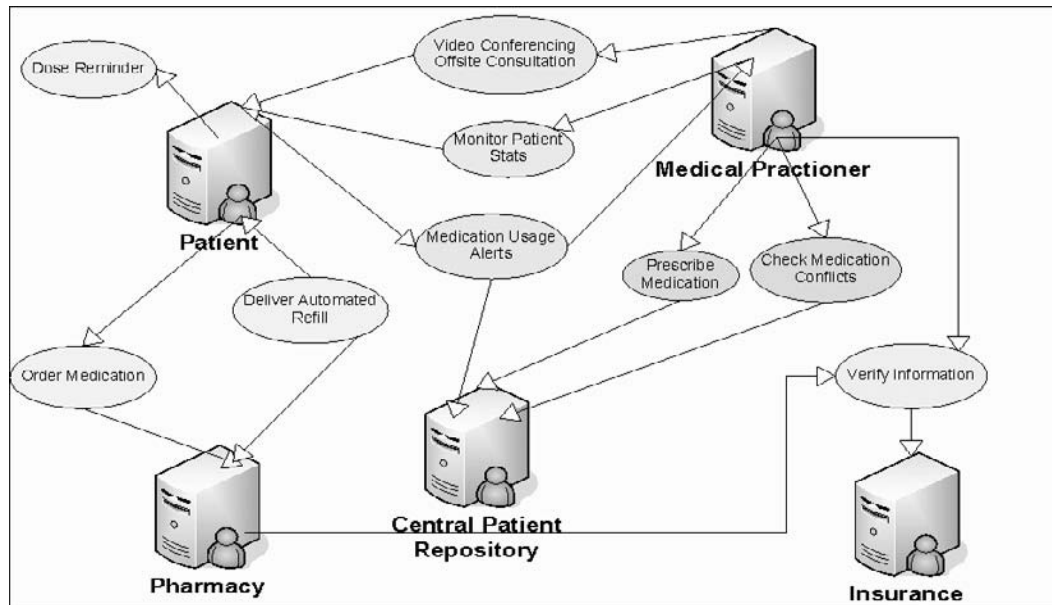 Video Conferencing
Offsite Consultation
Dose Reminder
Monitor Patient
Stats
Medical Practioner
Patient
Medication Usage
Alerts
Prescribe
Medication
Check Medication
Conflicts
Deliver Automated
Refill
Order Medication
Verify Information
Central Patient
Repository
Pharmacy
Insurance